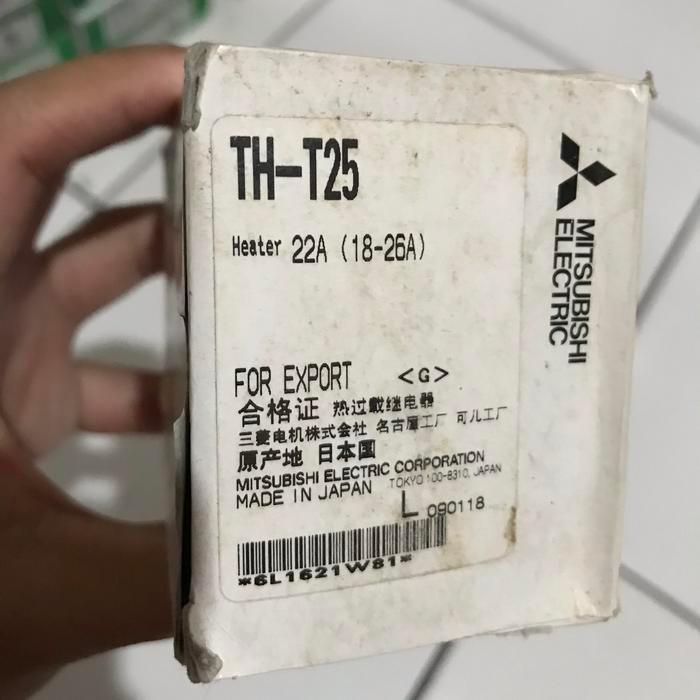 TH-T25
Heater 22A (18-26A)
FOR EXPORT <G>
合格证 热过载继电器
三菱电机株式会社 名古屋工厂 可儿工厂
原产地 日本国
MITSUBISHI ELECTRIC CORPORATION
MADE IN JAPAN TOKYO 100-8310, JAPAN
L 090118
*6L1621W81*
MITSUBISHI
ELECTRIC